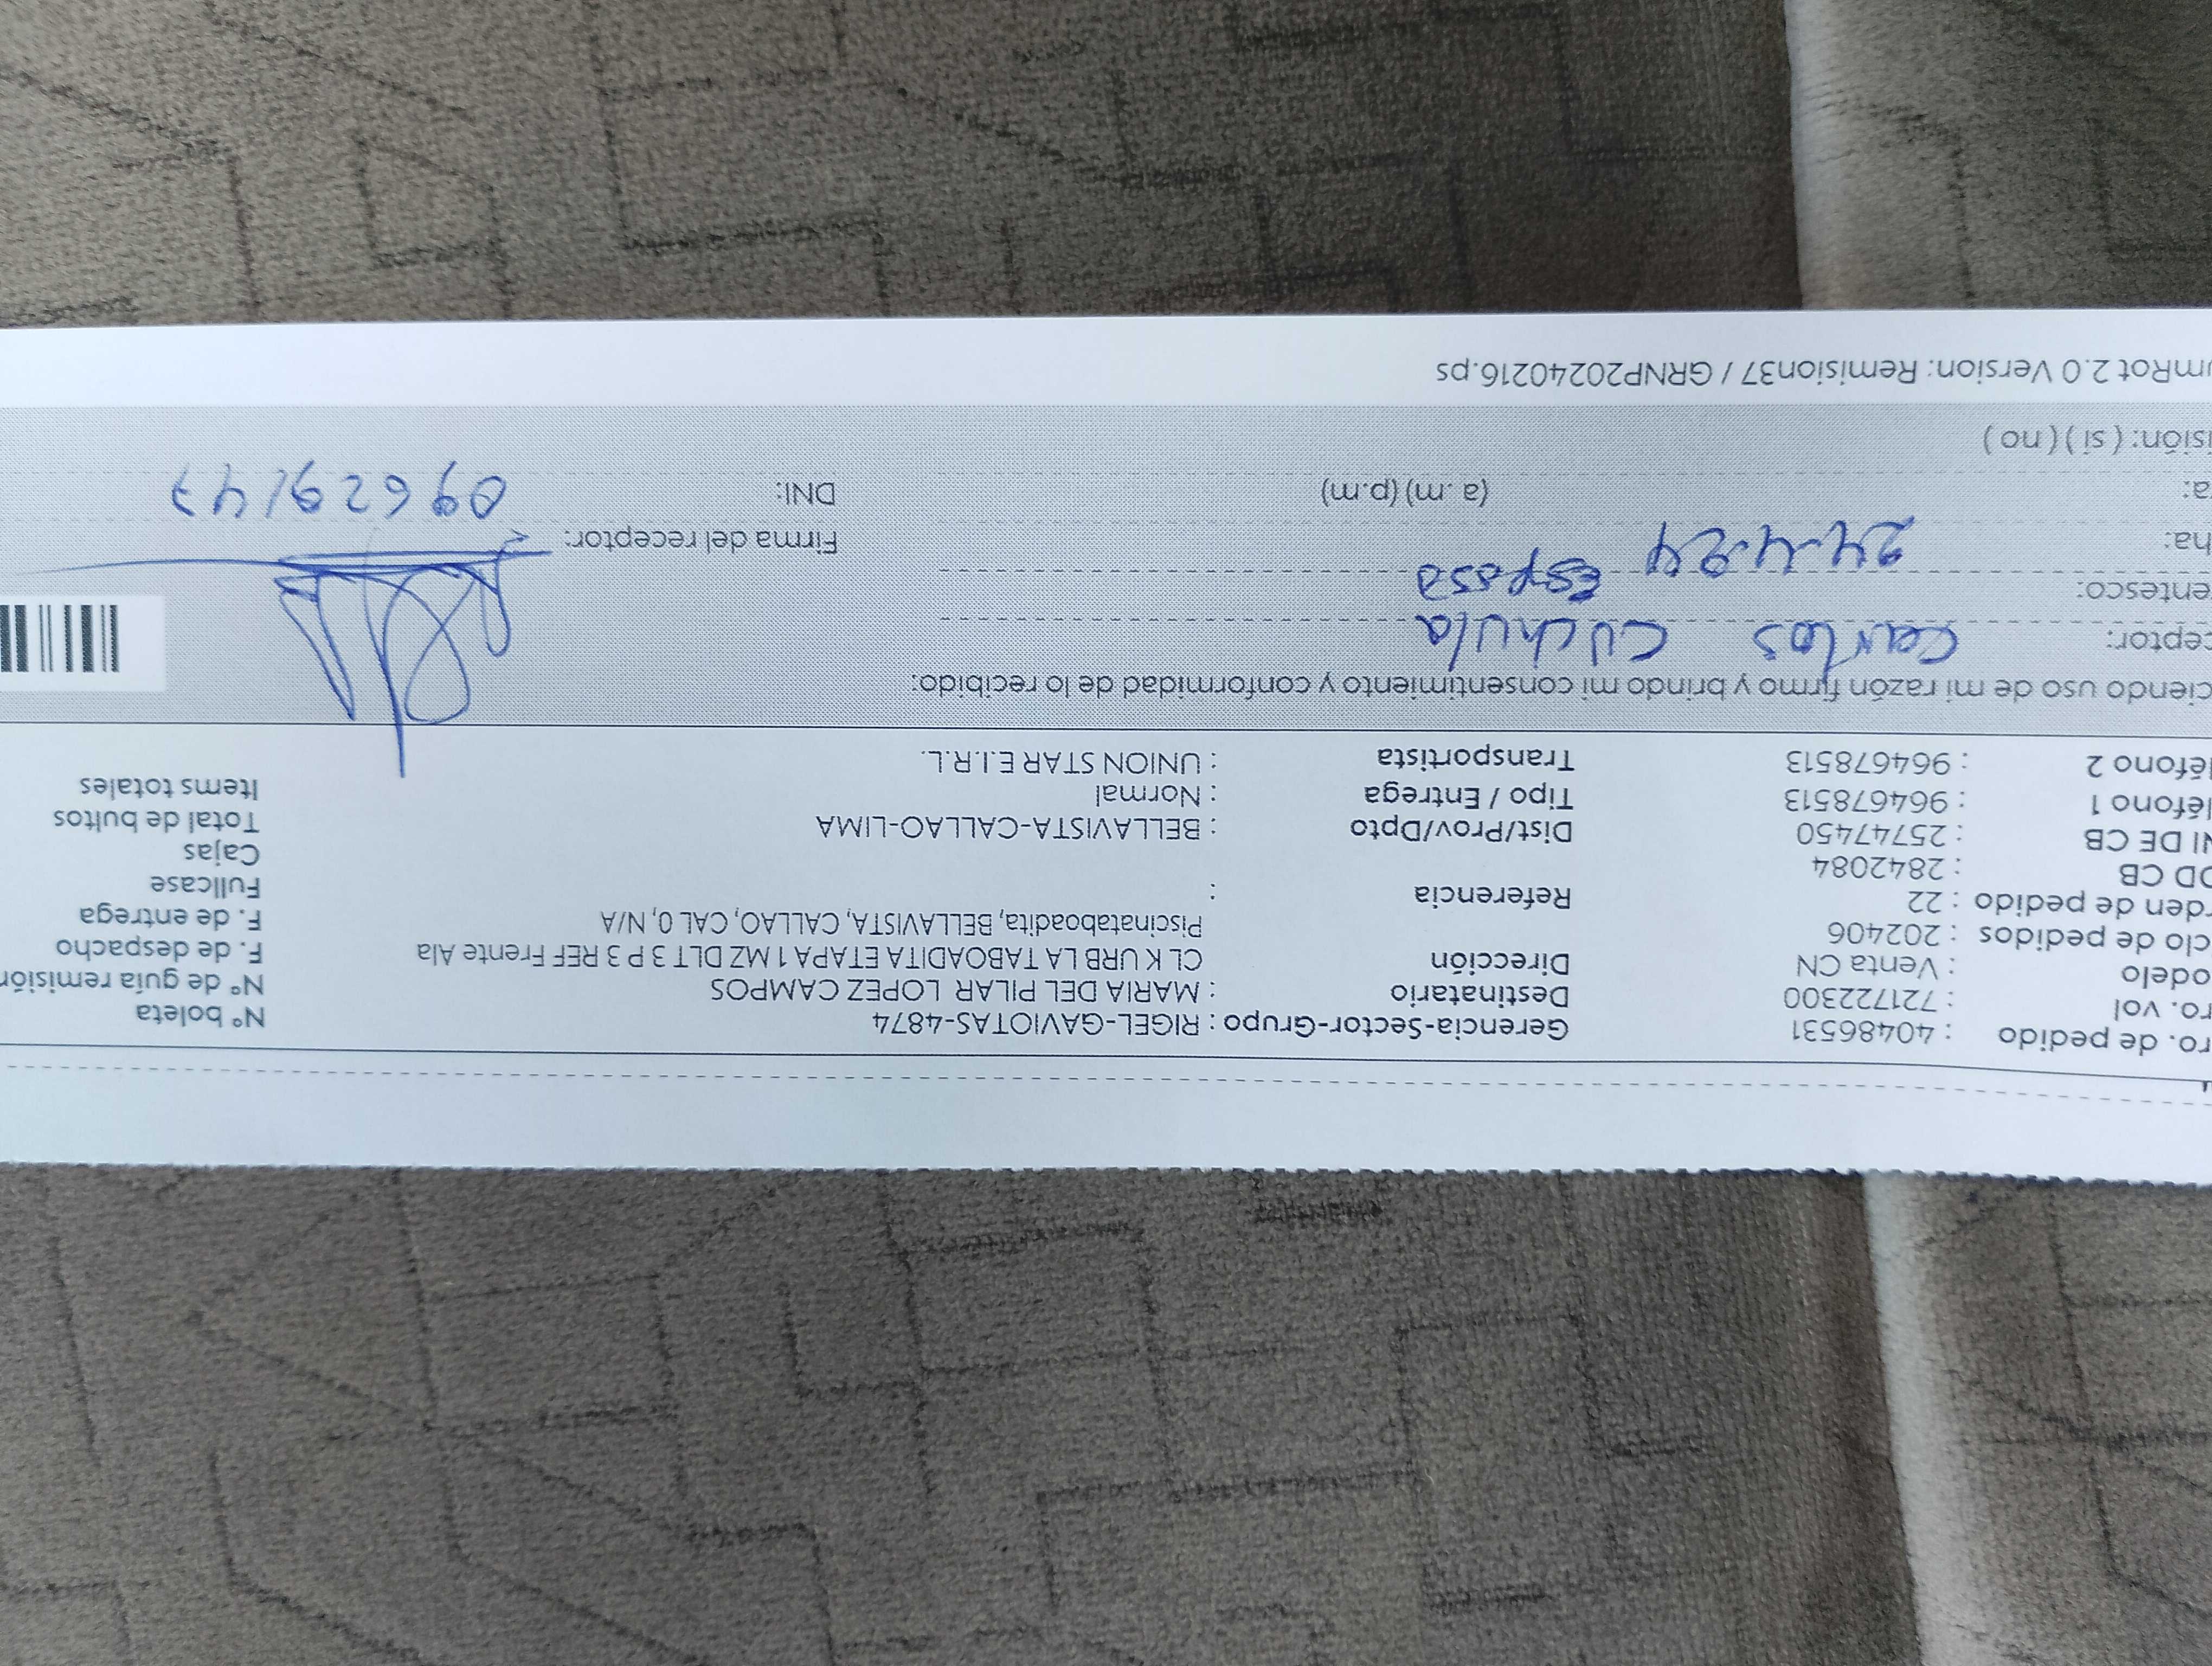 ro. de pedido : 40486531
ro. vol : 721722300
odelo : Venta CN
clo de pedidos : 202406
rden de pedido : 22
OD CB : 2842084
NI DE CB : 25747450
léfono 1 : 964678513
léfono 2 : 964678513
Gerencia-Sector-Grupo : RIGEL-GAVIOTAS-4874
Destinatario : MARIA DEL PILAR LOPEZ CAMPOS
Dirección CL K URB LA TABOADITA ETAPA 1 MZ DLT 3 P 3 REF Frente Ala
Piscinataboadita, BELLAVISTA, CALLAO, CAL 0, N/A
Referencia :
Dist/Prov/Dpto : BELLAVISTA-CALLAO-LIMA
Tipo / Entrega : Normal
Transportista : UNION STAR E.I.R.L.
N° boleta
N° de guía remisión
F. de despacho
F. de entrega
Fullcase
Cajas
Total de bultos
Items totales
ciendo uso de mi razón firmo y brindo mi consentimiento y conformidad de lo recibido:
ceptor: Carlos Cuchula
entesco: Esposo
ha: 24-4-24
Firma del receptor:
a: (a .m) (p.m)
DNI: 09629147
isión: ( si ) ( no )
umRot 2.0 Version: Remision37 / GRNP20240216.ps